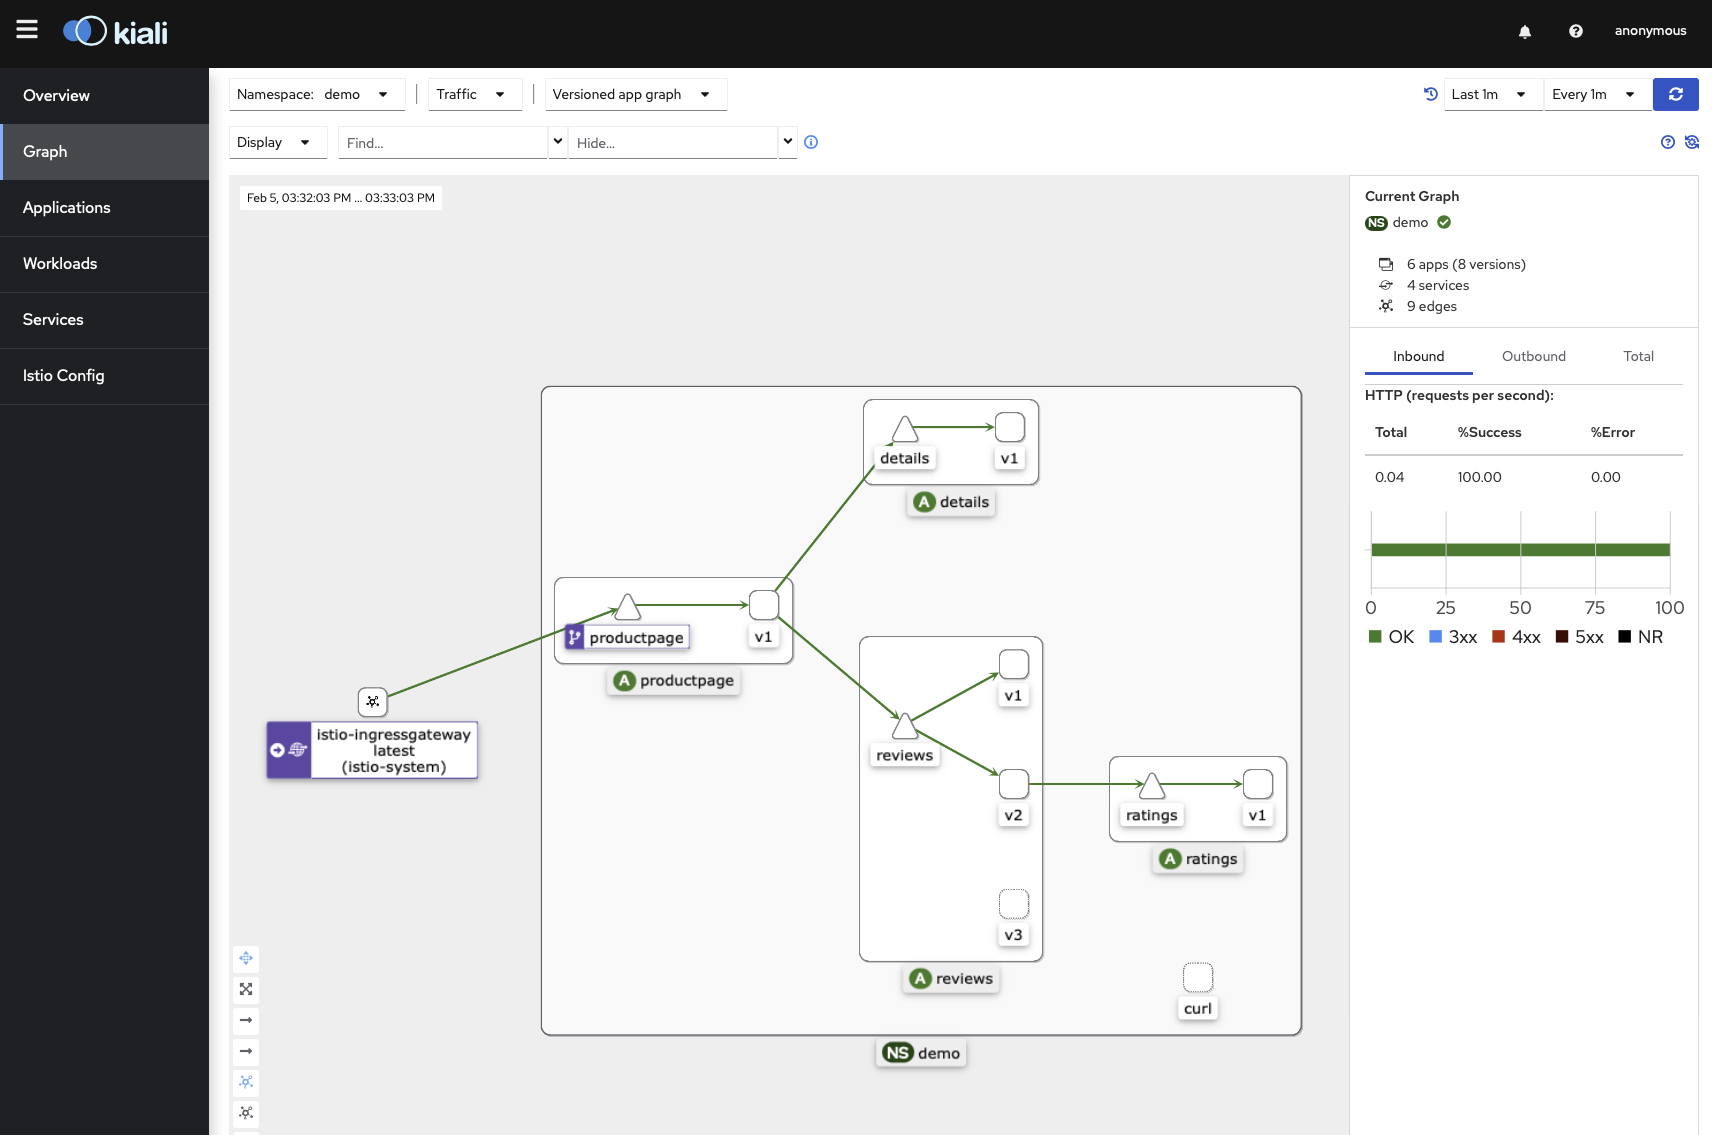 kiali
anonymous
Overview
Graph
Applications
Workloads
Services
Istio Config
Namespace: demo
Traffic
Versioned app graph
Last 1m
Every 1m
Display
Find...
Hide...
Feb 5, 03:32:03 PM ... 03:33:03 PM
details
v1
A details
productpage
v1
A productpage
istio-ingressgateway
latest
(istio-system)
v1
reviews
v2
v3
A reviews
ratings
v1
A ratings
curl
NS demo
Current Graph
NS demo
6 apps (8 versions)
4 services
9 edges
Inbound Outbound Total
HTTP (requests per second):
Total %Success %Error
0.04 100.00 0.00
0 25 50 75 100
OK 3xx 4xx 5xx NR